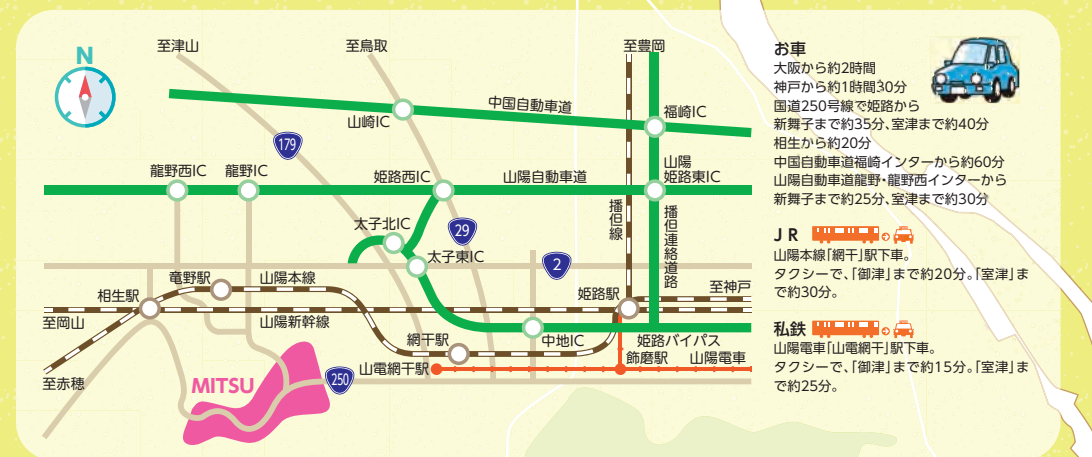 N
至津山
至鳥取
至豊岡
中国自動車道
山崎IC
福崎IC
179
龍野西IC
龍野IC
姫路西IC
山陽自動車道
山陽
姫路東IC
播但線
播但連絡道路
太子北IC
29
太子東IC
2
竜野駅
山陽本線
相生駅
姫路駅
至神戸
至岡山
山陽新幹線
網干駅
中地IC
姫路バイパス
飾磨駅
山陽電車
山電網干駅
至赤穂
MITSU
250
お車
大阪から約2時間
神戸から約1時間30分
国道250号線で姫路から
新舞子まで約35分、室津まで約40分
相生から約20分
中国自動車道福崎インターから約60分
山陽自動車道龍野・龍野西インターから
新舞子まで約25分、室津まで約30分
JR
山陽本線「網干」駅下車。
タクシーで、「御津」まで約20分。「室津」ま
で約30分。
私鉄
山陽電車「山電網干」駅下車。
タクシーで、「御津」まで約15分。「室津」ま
で約25分。